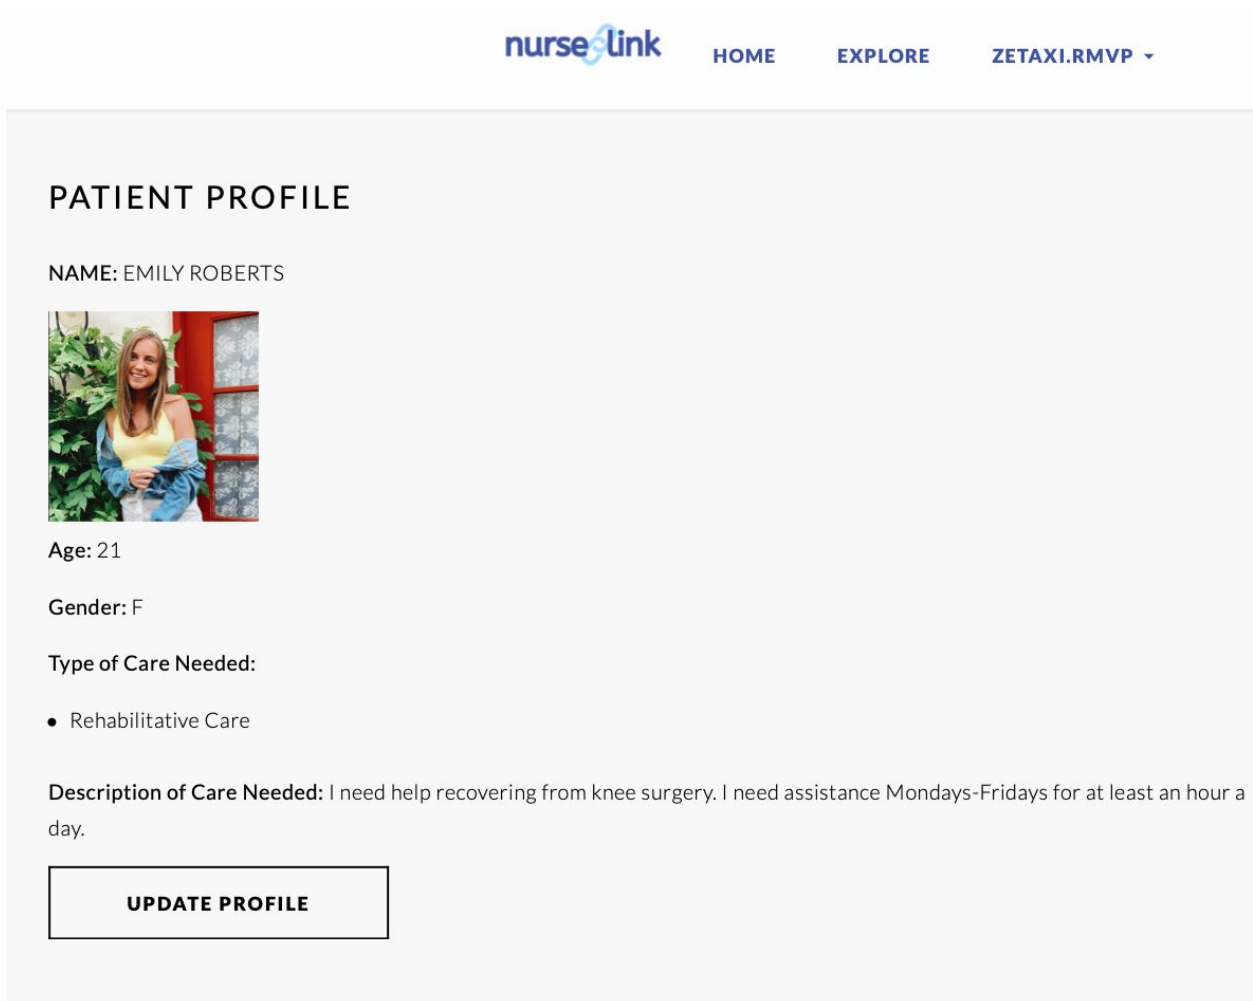 nurse link HOME EXPLORE ZETAXI.RMVP
PATIENT PROFILE
NAME: EMILY ROBERTS
Age: 21
Gender: F
Type of Care Needed:
• Rehabilitative Care
Description of Care Needed: I need help recovering from knee surgery. I need assistance Mondays-Fridays for at least an hour a
day.
UPDATE PROFILE